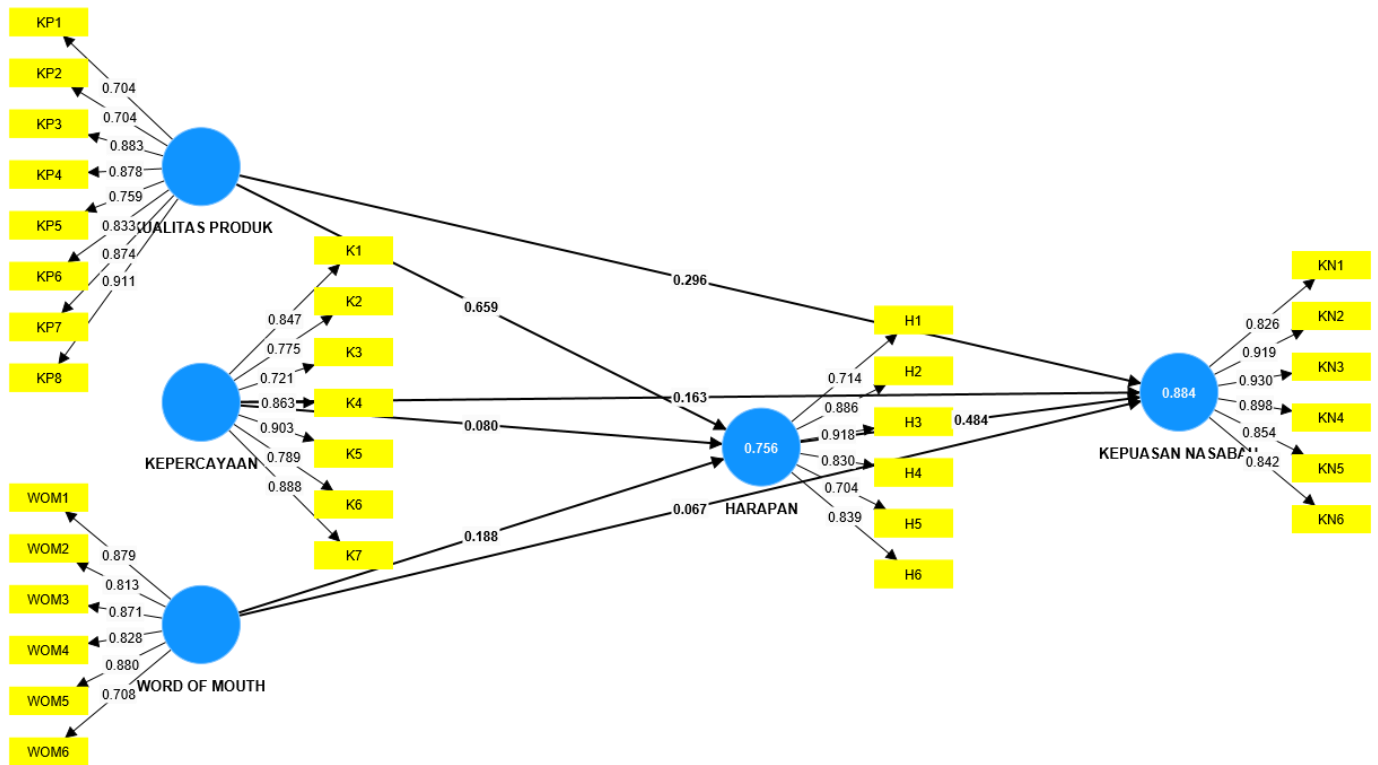 KP1
KP2
KP3
KP4
KP5
KP6
KP7
KP8
0.704
0.704
0.883
0.878
0.759
0.833
0.874
0.911
KUALITAS PRODUK
K1
K2
K3
K4
K5
K6
K7
0.847
0.775
0.721
0.863
0.903
0.789
0.888
KEPERCAYAAN
WOM1
WOM2
WOM3
WOM4
WOM5
WOM6
0.879
0.813
0.871
0.828
0.880
0.708
WORD OF MOUTH
0.659
0.296
0.163
0.080
0.188
0.067
0.484
0.756
HARAPAN
H1
H2
H3
H4
H5
H6
0.714
0.886
0.918
0.830
0.704
0.839
0.884
KEPUASAN NASABAH
KN1
KN2
KN3
KN4
KN5
KN6
0.826
0.919
0.930
0.898
0.854
0.842